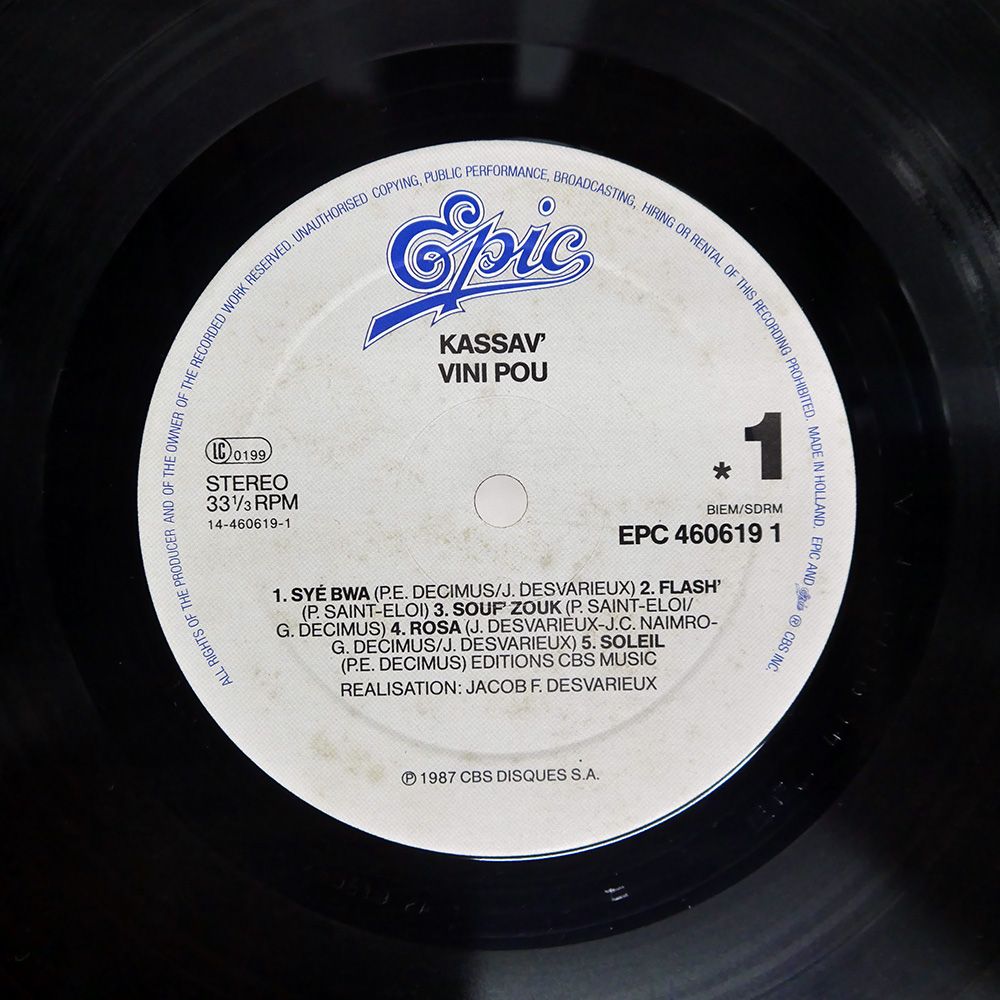 ALL RIGHTS OF THE PRODUCER AND OF THE OWNER OF THE RECORDED WORK RESERVED. UNAUTHORISED COPYING, PUBLIC PERFORMANCE, BROADCASTING, HIRING OR RENTAL OF THIS RECORDING PROHIBITED. MADE IN HOLLAND. EPIC AND Epic ® CBS INC.
Epic
KASSAV'
VINI POU
LC 0199
STEREO
33 1/3 RPM
14-460619-1
* 1
BIEM/SDRM
EPC 460619 1
1. SYÉ BWA (P.E. DECIMUS/J. DESVARIEUX) 2. FLASH'
(P. SAINT-ELOI) 3. SOUF' ZOUK (P. SAINT-ELOI/
G. DECIMUS) 4. ROSA (J. DESVARIEUX-J.C. NAIMRO-
G. DECIMUS/J. DESVARIEUX) 5. SOLEIL
(P.E. DECIMUS) EDITIONS CBS MUSIC
REALISATION: JACOB F. DESVARIEUX
℗ 1987 CBS DISQUES S.A.